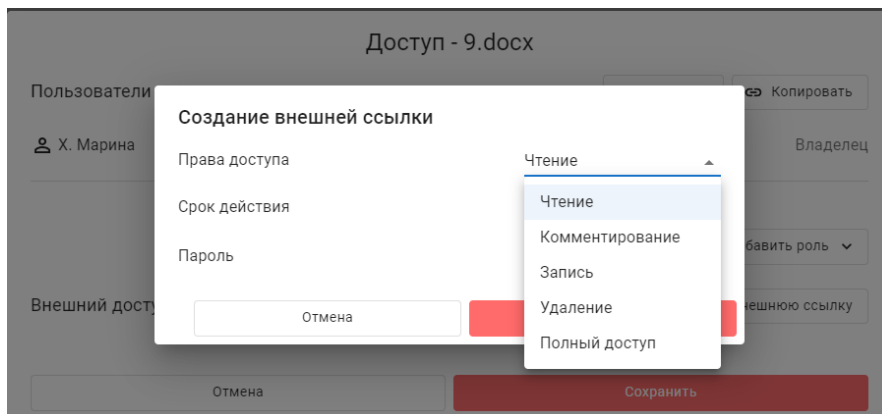 Доступ - 9.docx
Пользователи
Копировать
Х. Марина
Владелец
Создание внешней ссылки
Права доступа
Чтение
Срок действия
Пароль
Чтение
Комментирование
Запись
Удаление
Полный доступ
бавить роль
Внешний досту
нешнюю ссылку
Отмена
Отмена
Сохранить